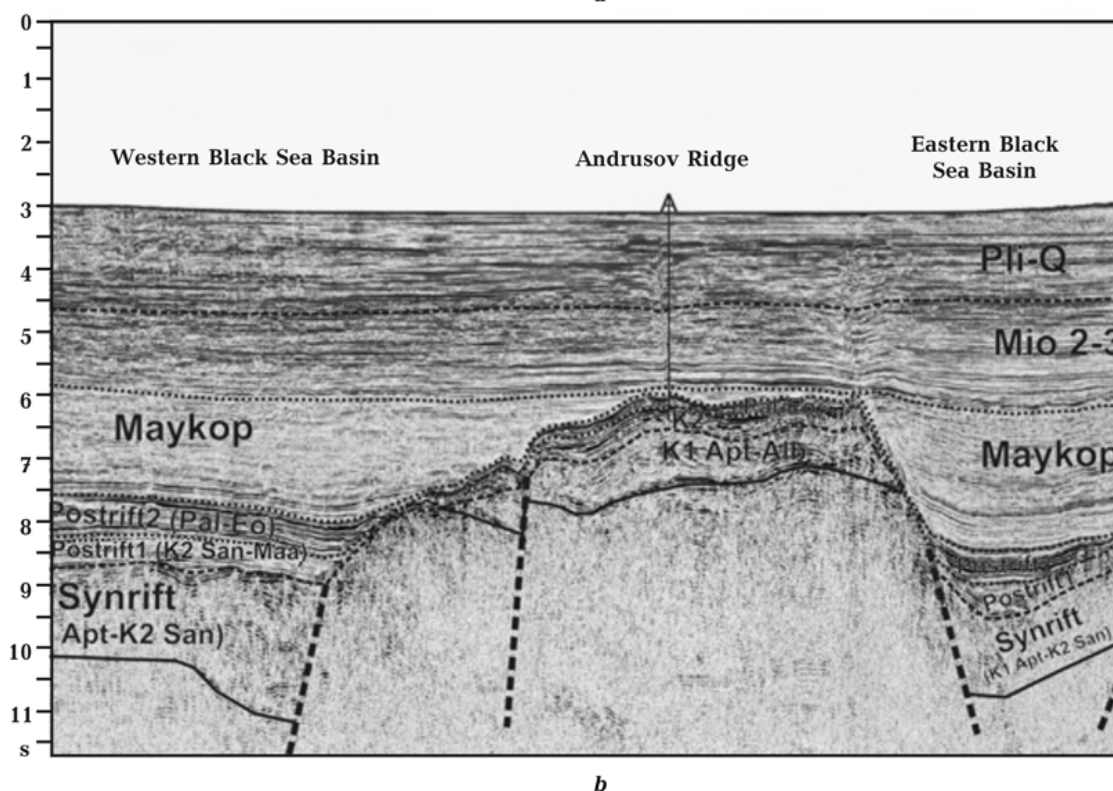 0
1
2
3
4
5
6
7
8
9
10
11
s
Western Black Sea Basin
Andrusov Ridge
Eastern Black
Sea Basin
Pli-Q
Mio 2-3
Maykop
K2
K1 Apt-Alb
Maykop
Postrift2 (Pal-Eo)
Postrift1 (K2 San-Maa)
Synrift
Apt-K2 San)
Postrift1
Synrift
(K1 Apt-K2 San)
b